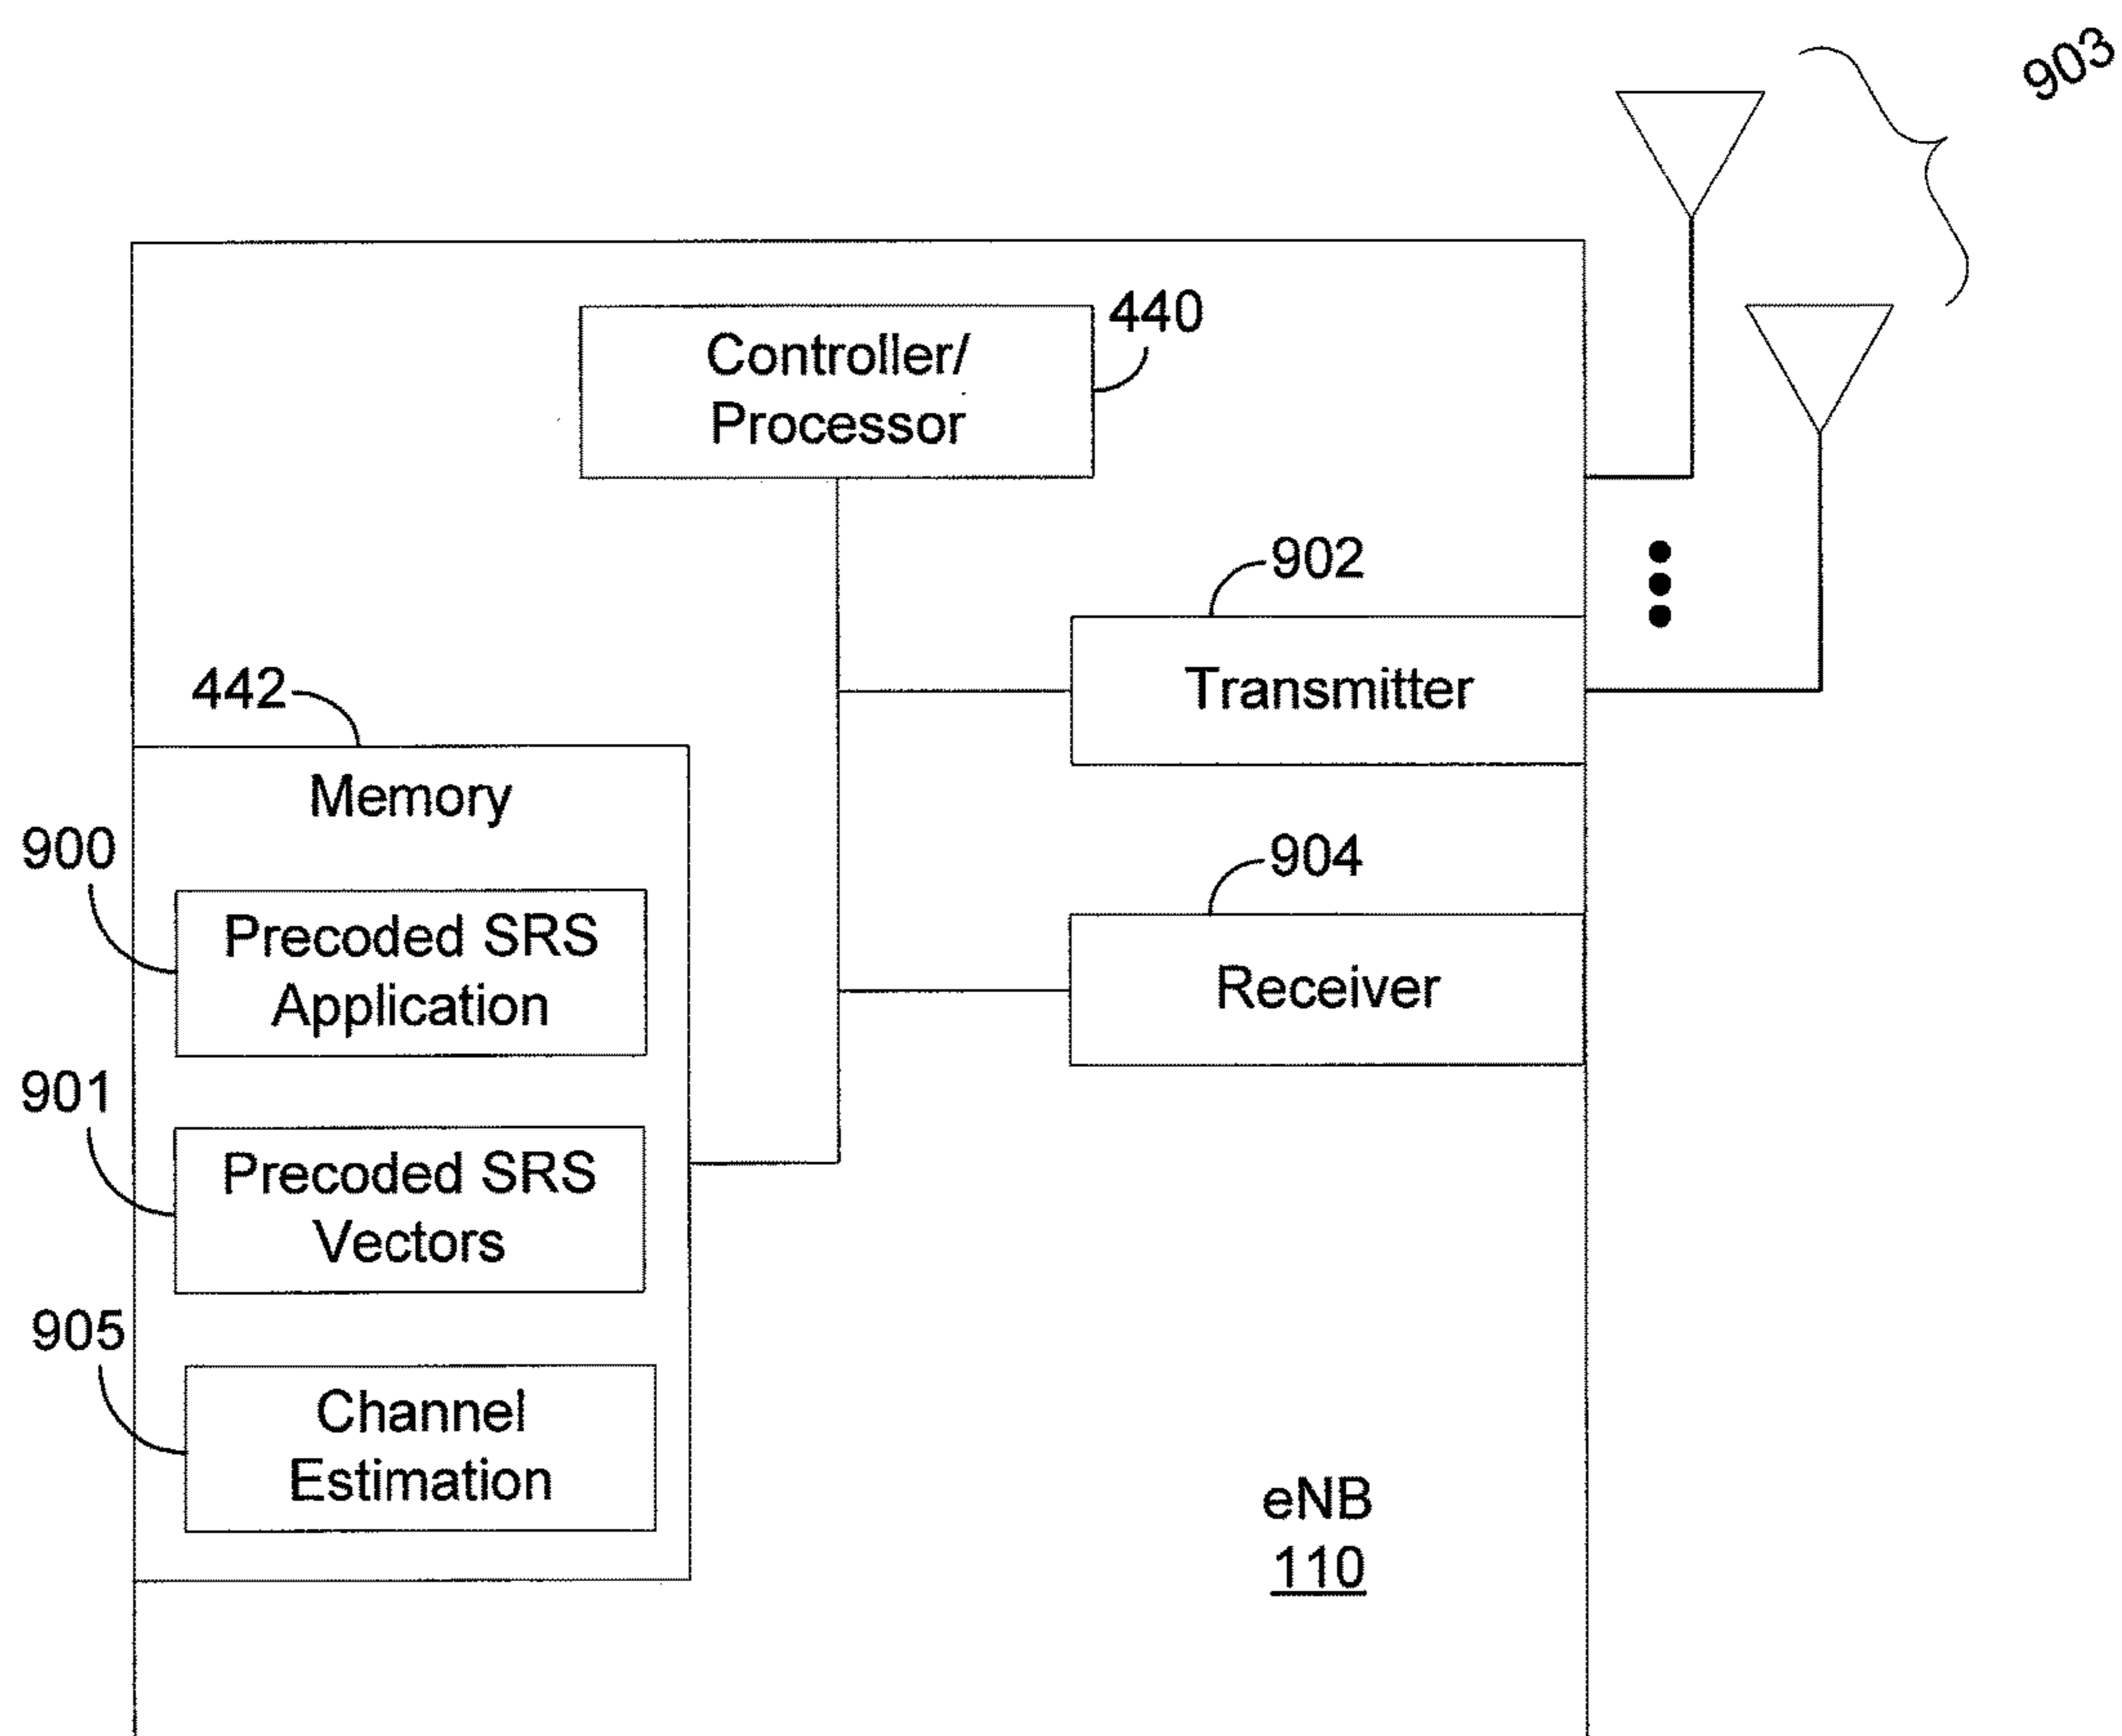 903
440
Controller/
Processor
902
Transmitter
442
Memory
900
904
Precoded SRS
Application
Receiver
901
Precoded SRS
Vectors
905
Channel
Estimation
eNB
110